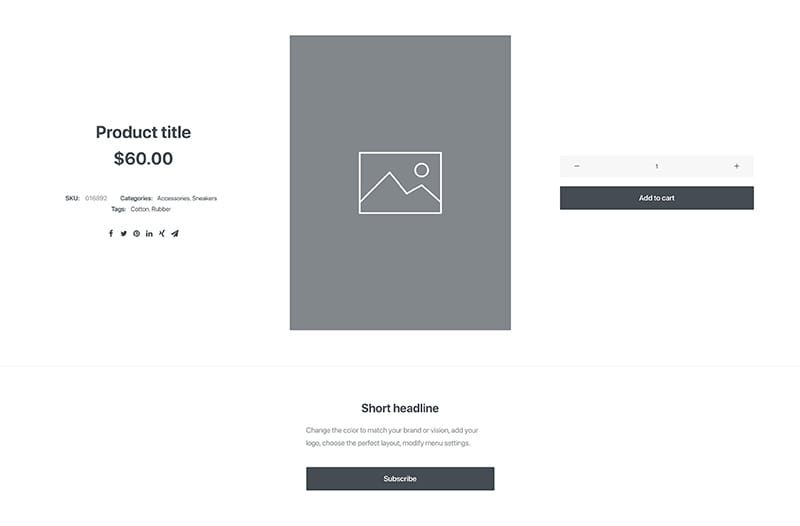 Product title
$60.00
SKU: 016892 Categories: Accessories, Sneakers
Tags: Cotton, Rubber
− 1 +
Add to cart
Short headline
Change the color to match your brand or vision, add your
logo, choose the perfect layout, modify menu settings.
Subscribe